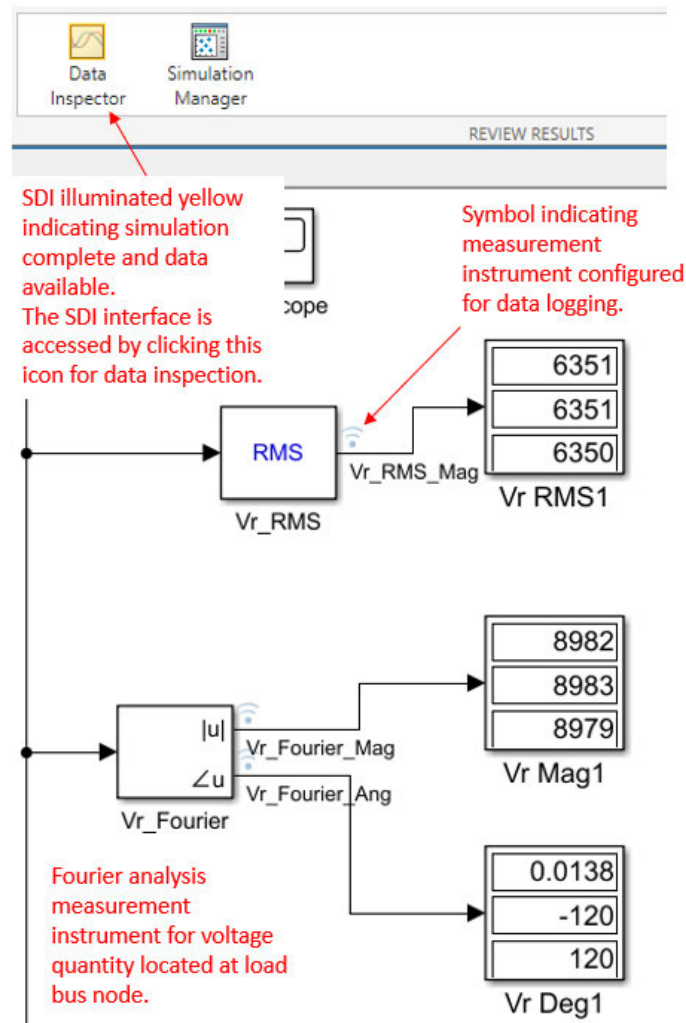 Data
Inspector
Simulation
Manager
REVIEW RESULTS
SDI illuminated yellow
indicating simulation
complete and data
available.
The SDI interface is
accessed by clicking this
icon for data inspection.
Symbol indicating
measurement
instrument configured
for data logging.
cope
6351
6351
6350
RMS
Vr_RMS_Mag
Vr RMS1
Vr_RMS
8982
8983
8979
|u|
Vr_Fourier_Mag
∠u
Vr_Fourier_Ang
Vr Mag1
Vr_Fourier
Fourier analysis
measurement
instrument for voltage
quantity located at load
bus node.
0.0138
-120
120
Vr Deg1